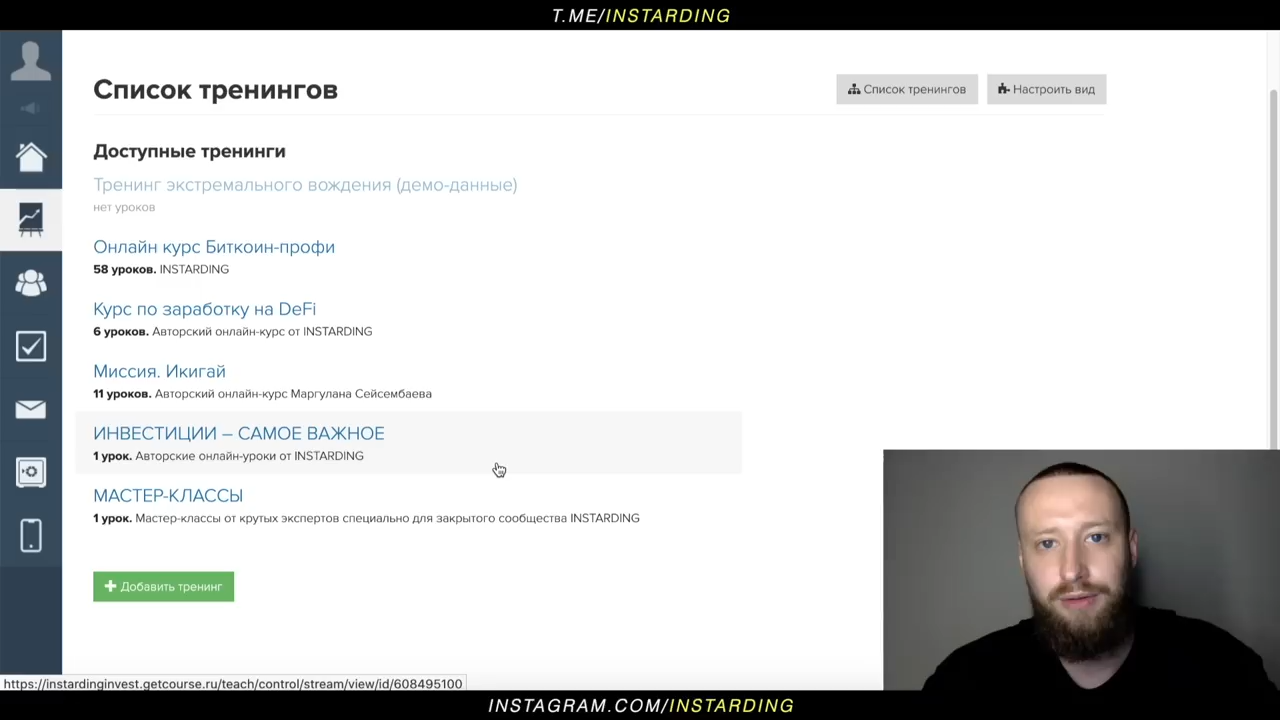 T.ME/INSTARDING
Список тренингов
Список тренингов
Настроить вид
Доступные тренинги
Тренинг экстремального вождения (демо-данные)
нет уроков
Онлайн курс Биткоин-профи
58 уроков. INSTARDING
Курс по заработку на DeFi
6 уроков. Авторский онлайн-курс от INSTARDING
Миссия. Икигай
11 уроков. Авторский онлайн-курс Маргулана Сейсембаева
ИНВЕСТИЦИИ – САМОЕ ВАЖНОЕ
1 урок. Авторские онлайн-уроки от INSTARDING
МАСТЕР-КЛАССЫ
1 урок. Мастер-классы от крутых экспертов специально для закрытого сообщества INSTARDING
Добавить тренинг
https://instardinginvest.getcourse.ru/teach/control/stream/view/id/608495100
INSTAGRAM.COM/INSTARDING